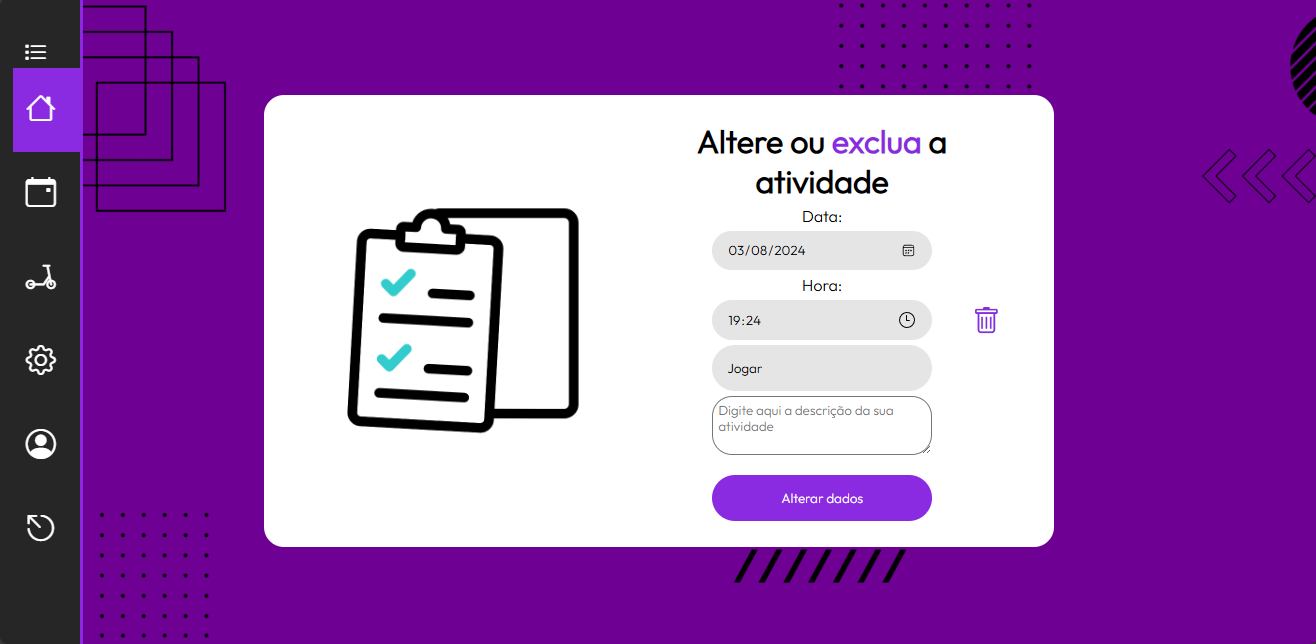 Altere ou exclua a
atividade
Data:
03/08/2024
Hora:
19:24
Jogar
Digite aqui a descrição da sua
atividade
Alterar dados